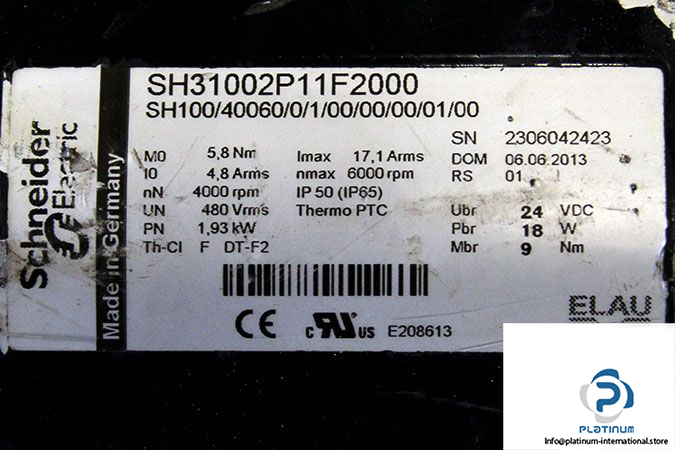 Schneider Electric
Made in Germany
SH31002P11F2000
SH100/40060/0/1/00/00/00/01/00
SN 2306042423
M0 5,8 Nm Imax 17,1 Arms DOM 06.06.2013
I0 4,8 Arms nmax 6000 rpm RS 01
nN 4000 rpm IP 50 (IP65)
UN 480 Vrms Thermo PTC Ubr 24 VDC
PN 1,93 kW Pbr 18 W
Th-Cl F DT-F2 Mbr 9 Nm
ELAU
CE c RU US E208613
P
PLATINUM
Info@platinum-international.store